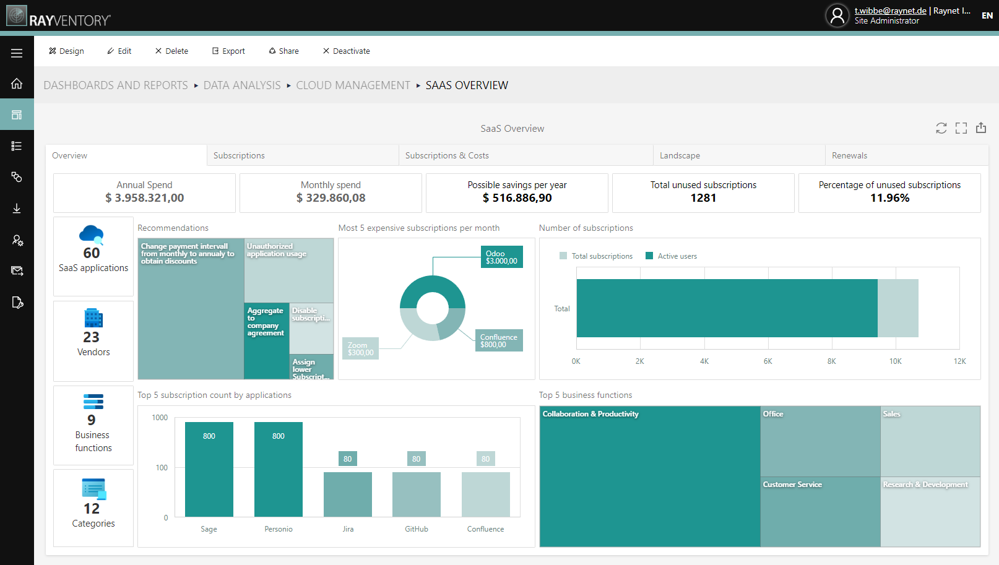 RAYVENTORY
t.wibbe@raynet.de | Raynet I...
Site Administrator
EN
Design
Edit
Delete
Export
Share
Deactivate
DASHBOARDS AND REPORTS ▸ DATA ANALYSIS ▸ CLOUD MANAGEMENT ▸ SAAS OVERVIEW
SaaS Overview
Overview
Subscriptions
Subscriptions & Costs
Landscape
Renewals
Annual Spend
$ 3.958.321,00
Monthly spend
$ 329.860,08
Possible savings per year
$ 516.886,90
Total unused subscriptions
1281
Percentage of unused subscriptions
11.96%
60
SaaS applications
23
Vendors
9
Business
functions
12
Categories
Recommendations
Change payment intervall
from monthly to annualy to
obtain discounts
Unauthorized
application usage
Aggregate
to
company
agreement
Disable
subscripti...
Assign
lower
Subscript...
Most 5 expensive subscriptions per month
Odoo
$3.000,00
Confluence
$800,00
Zoom
$300,00
Number of subscriptions
Total subscriptions
Active users
Total
0K
2K
4K
6K
8K
10K
12K
Top 5 subscription count by applications
1000
100
0
800
800
80
80
80
Sage
Personio
Jira
GitHub
Confluence
Top 5 business functions
Collaboration & Productivity
Office
Sales
Customer Service
Research & Development